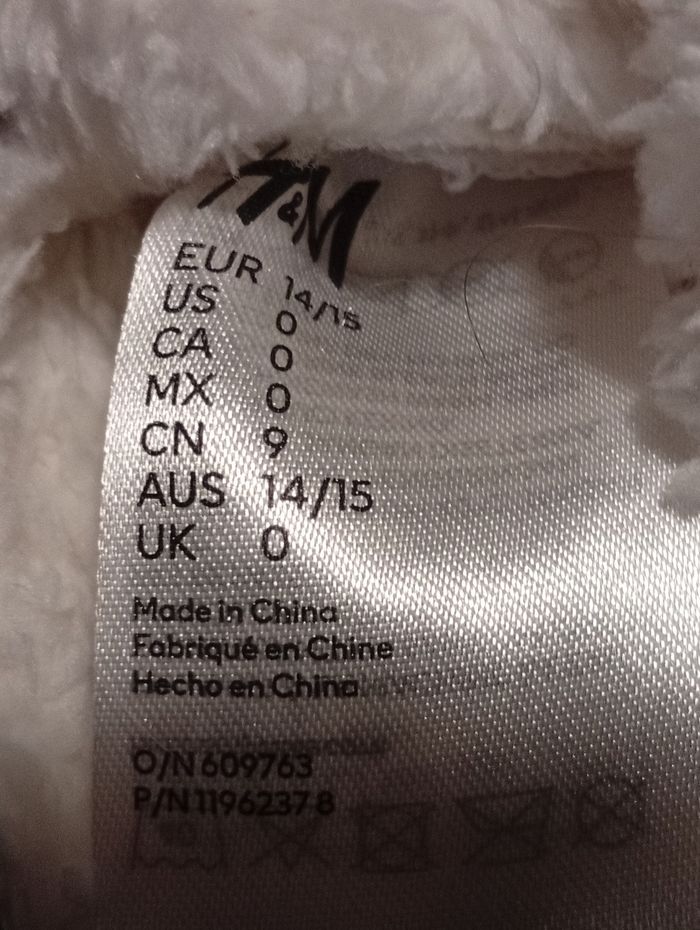 H&M
EUR 14/15
US 0
CA 0
MX 0
CN 9
AUS 14/15
UK 0
Made in China
Fabriqué en Chine
Hecho en China
O/N 609763
P/N 1196237 8